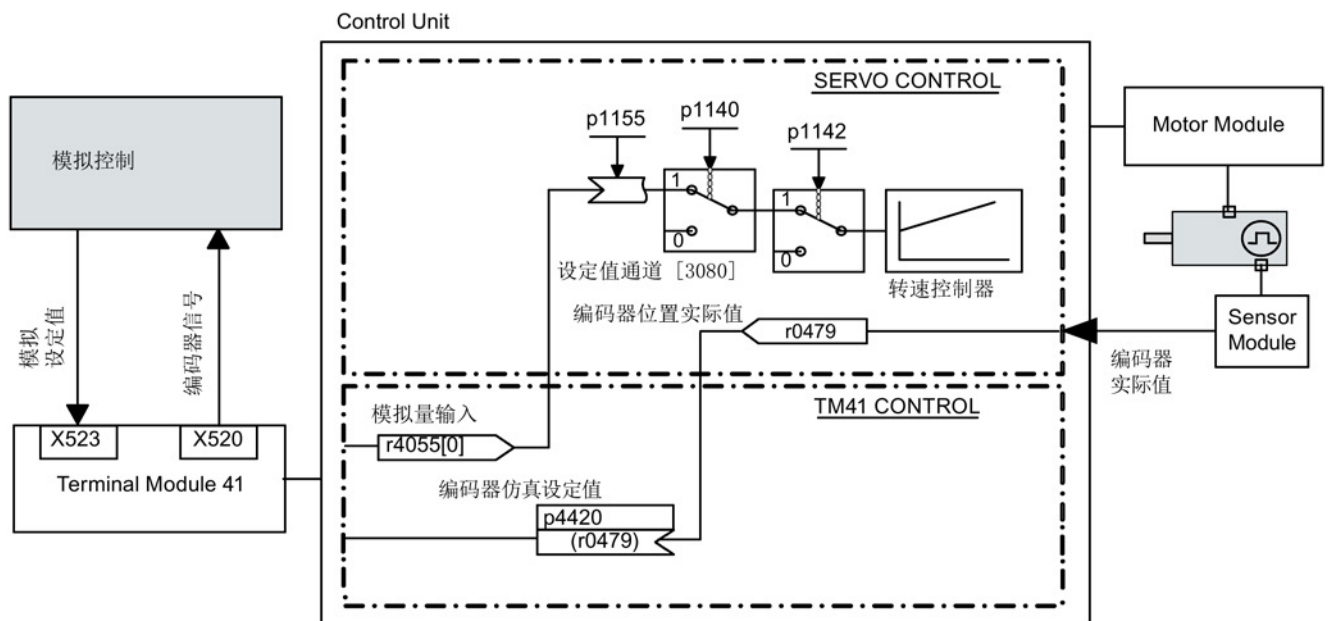 Control Unit
SERVO CONTROL
p1155
p1140
p1142
1
0
1
0
设定值通道 [3080]
转速控制器
编码器位置实际值
r0479
模拟控制
模拟
设定值
编码器信号
X523
X520
Terminal Module 41
TM41 CONTROL
模拟量输入
r4055[0]
编码器仿真设定值
p4420
(r0479)
Motor Module
Sensor
Module
编码器
实际值